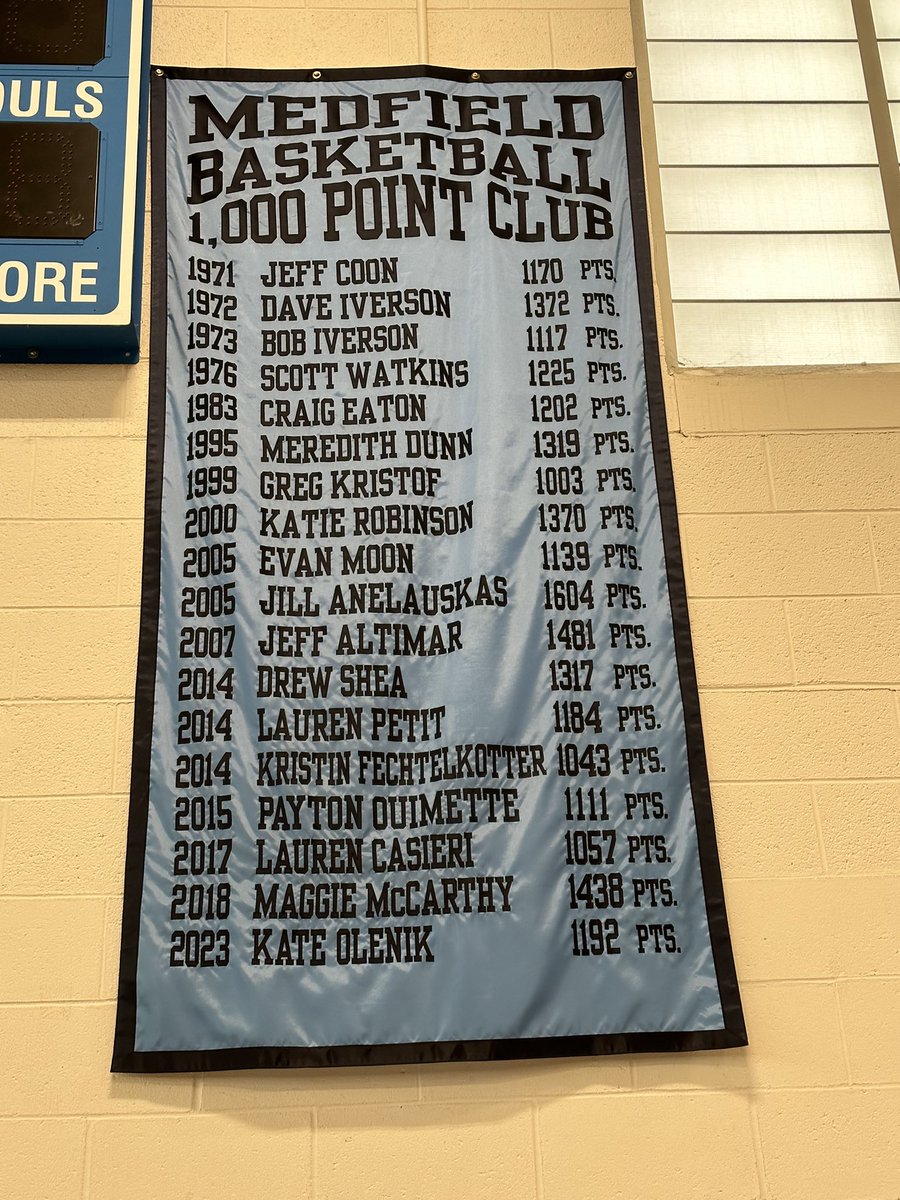 OULS
ORE
MEDFIELD
BASKETBALL
1,000 POINT CLUB
1971 JEFF COON 1170 PTS.
1972 DAVE IVERSON 1372 PTS.
1973 BOB IVERSON 1117 PTS.
1976 SCOTT WATKINS 1225 PTS.
1983 CRAIG EATON 1202 PTS.
1995 MEREDITH DUNN 1319 PTS.
1999 GREG KRISTOF 1003 PTS.
2000 KATIE ROBINSON 1370 PTS.
2005 EVAN MOON 1139 PTS.
2005 JILL ANELAUSKAS 1604 PTS.
2007 JEFF ALTIMAR 1481 PTS.
2014 DREW SHEA 1317 PTS.
2014 LAUREN PETIT 1184 PTS.
2014 KRISTIN FECHTELKOTTER 1043 PTS.
2015 PAYTON OUIMETTE 1111 PTS.
2017 LAUREN CASIERI 1057 PTS.
2018 MAGGIE McCARTHY 1438 PTS.
2023 KATE OLENIK 1192 PTS.